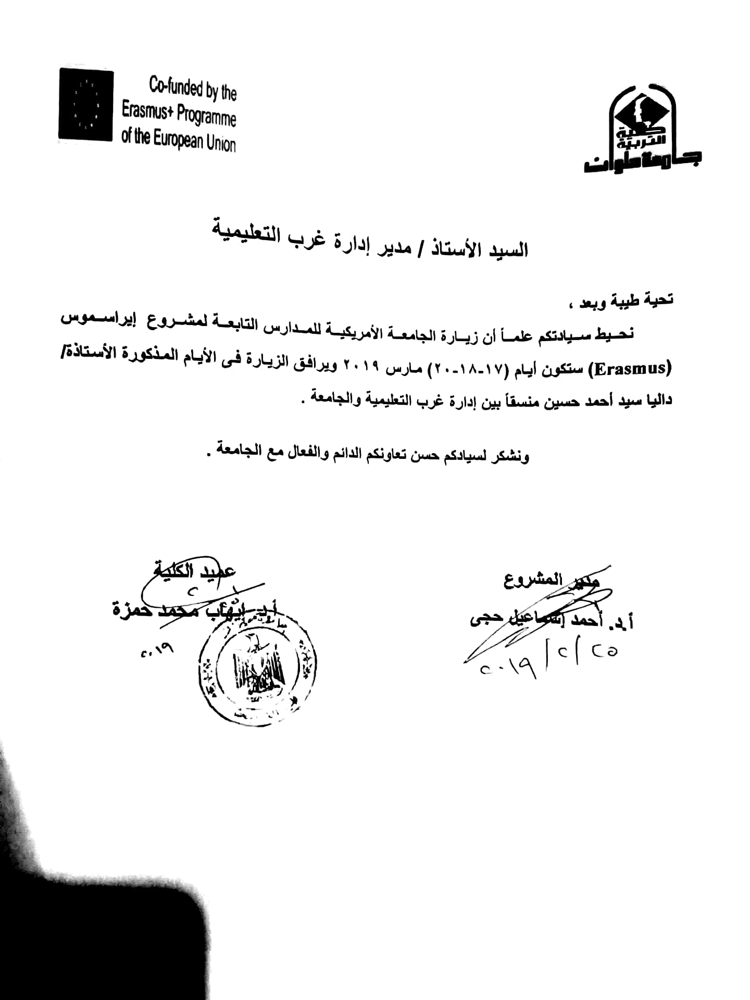 Co-funded by the
Erasmus+ Programme
of the European Union
كلية
التربية
جامعة حلوان
السيد الأستاذ / مدير إدارة غرب التعليمية
تحية طيبة وبعد ،
نحيط سيادتكم علماً أن زيارة الجامعة الأمريكية للمدارس التابعة لمشروع إيراسموس
(Erasmus) ستكون أيام (١٧-١٨-٢٠) مارس ٢٠١٩ ويرافق الزيارة فى الأيام المذكورة الأستاذة/
داليا سيد أحمد حسين منسقاً بين إدارة غرب التعليمية والجامعة .
ونشكر لسيادكم حسن تعاونكم الدائم والفعال مع الجامعة .
مدير المشروع
أ.د. أحمد إسماعيل حجى
٢٥/٢/٢٠١٩
عميد الكلية
أ.د. إيهاب محمد حمزة
٢٠١٩